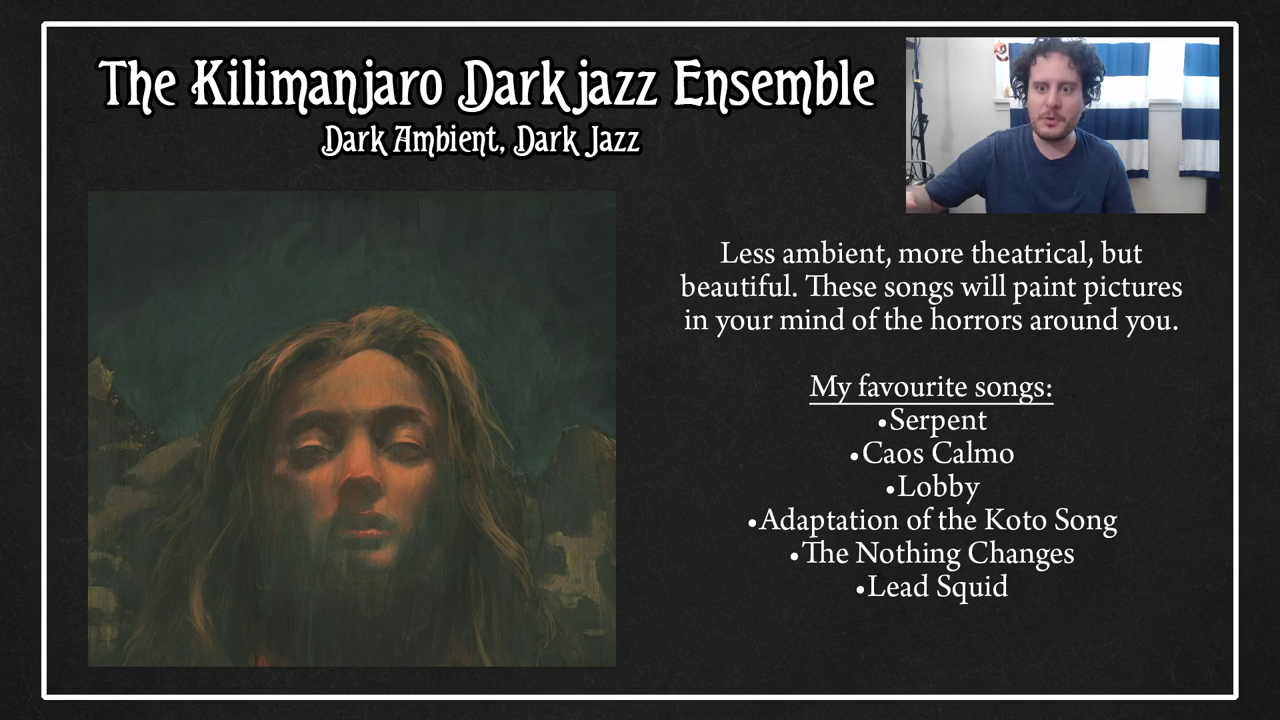 The Kilimanjaro Darkjazz Ensemble
Dark Ambient, Dark Jazz
Less ambient, more theatrical, but
beautiful. These songs will paint pictures
in your mind of the horrors around you.
My favourite songs:
•Serpent
•Caos Calmo
•Lobby
•Adaptation of the Koto Song
•The Nothing Changes
•Lead Squid